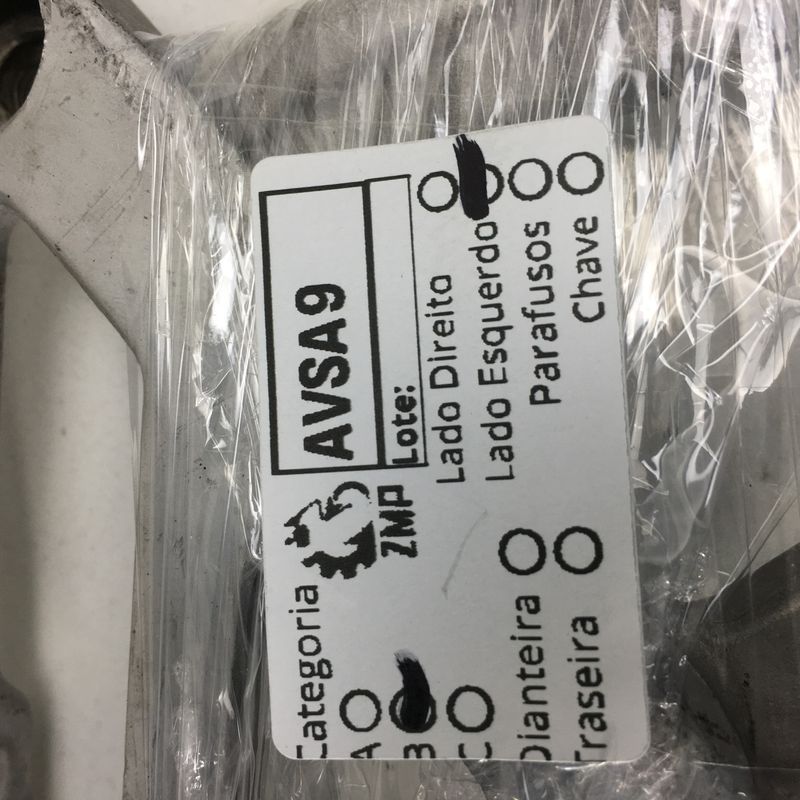 Categoria
A
B
C
ZMP
AVSA9
Lote:
Lado Direito
Lado Esquerdo
Parafusos
Chave
Dianteira
Traseira